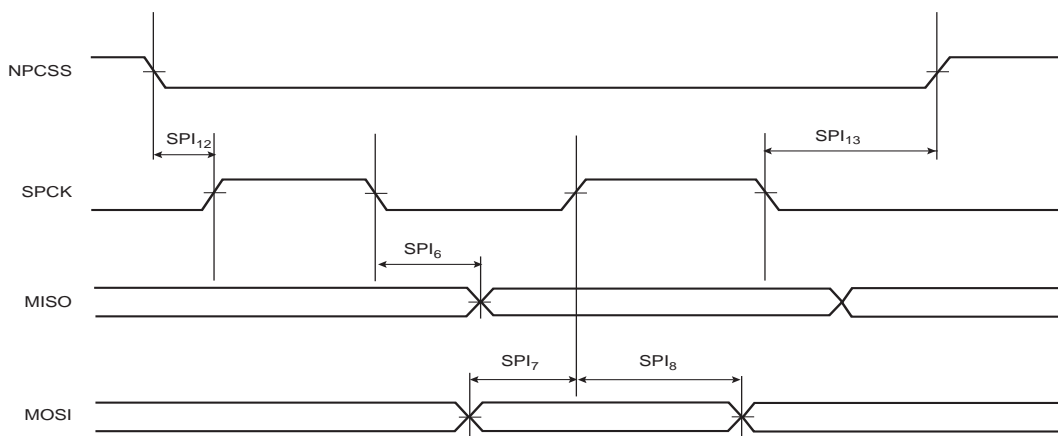 NPCSS
SPI₁₂
SPI₁₃
SPCK
SPI₆
MISO
SPI₇
SPI₈
MOSI